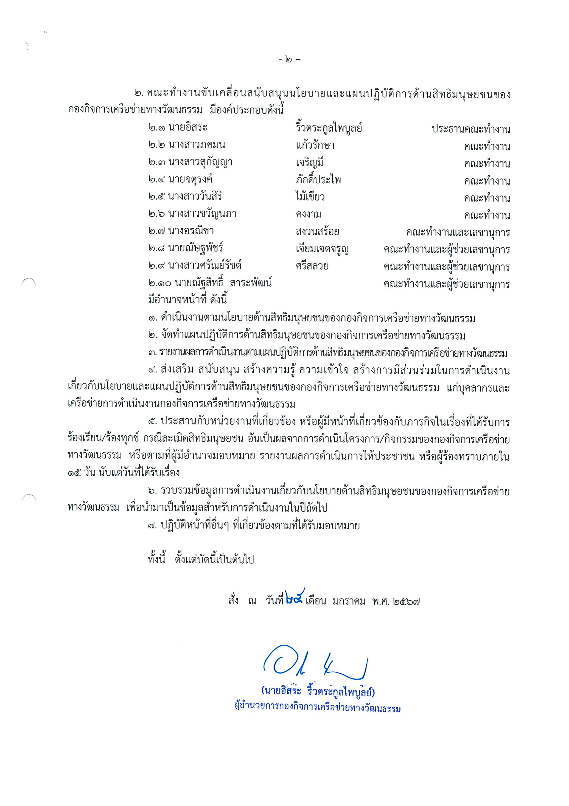 - ๒ -
๒. คณะทำงานขับเคลื่อนสนับสนุนนโยบายและแผนปฏิบัติการด้านสิทธิมนุษยชนของ
กองกิจการเครือข่ายทางวัฒนธรรม มีองค์ประกอบดังนี้
๒.๑ นายอิสระ ริ้วตระกูลไพบูลย์ ประธานคณะทำงาน
๒.๒ นางสาวภคมน แก้วรักษา คณะทำงาน
๒.๓ นางสาวสุกัญญา เจริญมี คณะทำงาน
๒.๔ นายจตุรงค์ ภักดิ์ประไพ คณะทำงาน
๒.๕ นางสาววันสิริ ไม้เขียว คณะทำงาน
๒.๖ นางสาวขวัญนภา คงงาม คณะทำงาน
๒.๗ นางอรณิชา สงวนสร้อย คณะทำงานและเลขานุการ
๒.๘ นายณัษฐพัชร์ เจียมเจตจรูญ คณะทำงานและผู้ช่วยเลขานุการ
๒.๙ นางสาวศรัณย์รัชต์ ศรีสลวย คณะทำงานและผู้ช่วยเลขานุการ
๒.๑๐ นายณัฐสิทธิ์ สาระพัฒน์ คณะทำงานและผู้ช่วยเลขานุการ
มีอำนาจหน้าที่ ดังนี้
๑. ดำเนินงานตามนโยบายด้านสิทธิมนุษยชนของกองกิจการเครือข่ายทางวัฒนธรรม
๒. จัดทำแผนปฏิบัติการด้านสิทธิมนุษยชนของกองกิจการเครือข่ายทางวัฒนธรรม
๓. รายงานผลการดำเนินงานตามแผนปฏิบัติการด้านสิทธิมนุษยชนของกองกิจการเครือข่ายทางวัฒนธรรม
๔. ส่งเสริม สนับสนุน สร้างความรู้ ความเข้าใจ สร้างการมีส่วนร่วมในการดำเนินงาน
เกี่ยวกับนโยบายและแผนปฏิบัติการด้านสิทธิมนุษยชนของกองกิจการเครือข่ายทางวัฒนธรรม แก่บุคลากรและ
เครือข่ายการดำเนินงานกองกิจการเครือข่ายทางวัฒนธรรม
๕. ประสานกับหน่วยงานที่เกี่ยวข้อง หรือผู้มีหน้าที่เกี่ยวข้องกับภารกิจในเรื่องที่ได้รับการ
ร้องเรียน/ร้องทุกข์ กรณีละเมิดสิทธิมนุษยชน อันเป็นผลจากการดำเนินโครงการ/กิจกรรมของกองกิจการเครือข่าย
ทางวัฒนธรรม หรือตามที่ผู้มีอำนาจมอบหมาย รายงานผลการดำเนินการให้ประชาชน หรือผู้ร้องทราบภายใน
๑๕ วัน นับแต่วันที่ได้รับเรื่อง
๖. รวบรวมข้อมูลการดำเนินงานเกี่ยวกับนโยบายด้านสิทธิมนุษยชนของกองกิจการเครือข่าย
ทางวัฒนธรรม เพื่อนำมาเป็นข้อมูลสำหรับการดำเนินงานในปีถัดไป
๗. ปฏิบัติหน้าที่อื่นๆ ที่เกี่ยวข้องตามที่ได้รับมอบหมาย
ทั้งนี้ ตั้งแต่บัดนี้เป็นต้นไป
สั่ง ณ วันที่ ๒๕ เดือน มกราคม พ.ศ. ๒๕๖๗
(นายอิสระ ริ้วตระกูลไพบูลย์)
ผู้อำนวยการกองกิจการเครือข่ายทางวัฒนธรรม